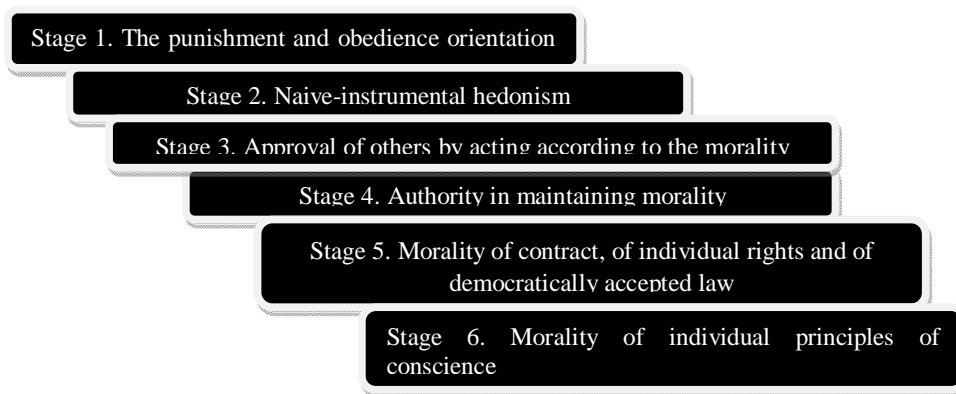 Stage 1. The punishment and obedience orientation
Stage 2. Naive-instrumental hedonism
Stage 3. Approval of others by acting according to the morality
Stage 4. Authority in maintaining morality
Stage 5. Morality of contract, of individual rights and of
democratically accepted law
Stage 6. Morality of individual principles of
conscience